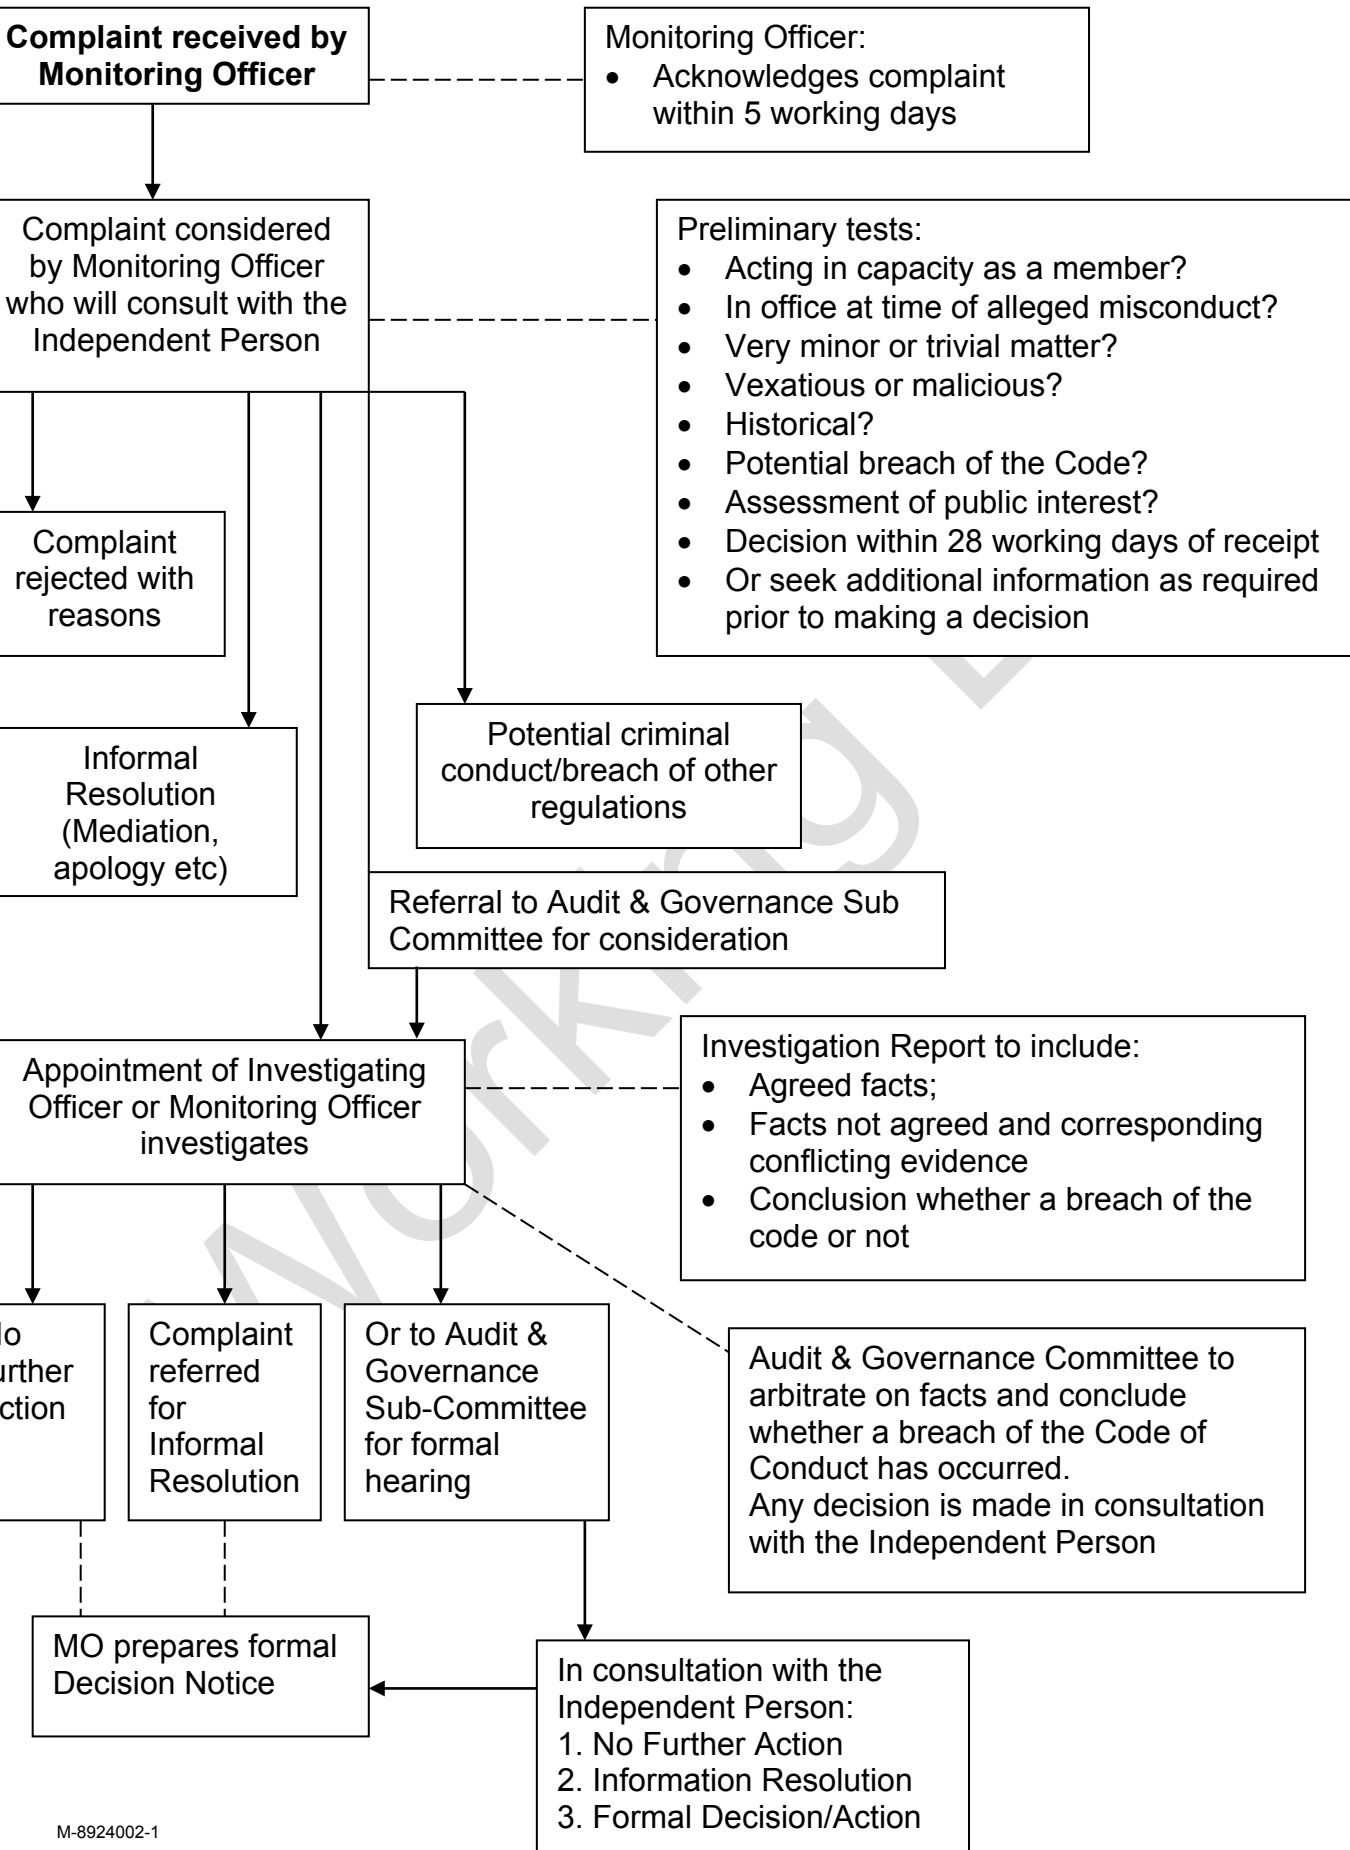 Complaint received by
Monitoring Officer
Monitoring Officer:
• Acknowledges complaint
within 5 working days
Complaint considered
by Monitoring Officer
who will consult with the
Independent Person
Preliminary tests:
• Acting in capacity as a member?
• In office at time of alleged misconduct?
• Very minor or trivial matter?
• Vexatious or malicious?
• Historical?
• Potential breach of the Code?
• Assessment of public interest?
• Decision within 28 working days of receipt
• Or seek additional information as required
prior to making a decision
Complaint
rejected with
reasons
Informal
Resolution
(Mediation,
apology etc)
Potential criminal
conduct/breach of other
regulations
Referral to Audit & Governance Sub
Committee for consideration
Appointment of Investigating
Officer or Monitoring Officer
investigates
Investigation Report to include:
• Agreed facts;
• Facts not agreed and corresponding
conflicting evidence
• Conclusion whether a breach of the
code or not
Complaint
referred
for
Informal
Resolution
Or to Audit &
Governance
Sub-Committee
for formal
hearing
Audit & Governance Committee to
arbitrate on facts and conclude
whether a breach of the Code of
Conduct has occurred.
Any decision is made in consultation
with the Independent Person
MO prepares formal
Decision Notice
In consultation with the
Independent Person:
1. No Further Action
2. Information Resolution
3. Formal Decision/Action
M-8924002-1
Working